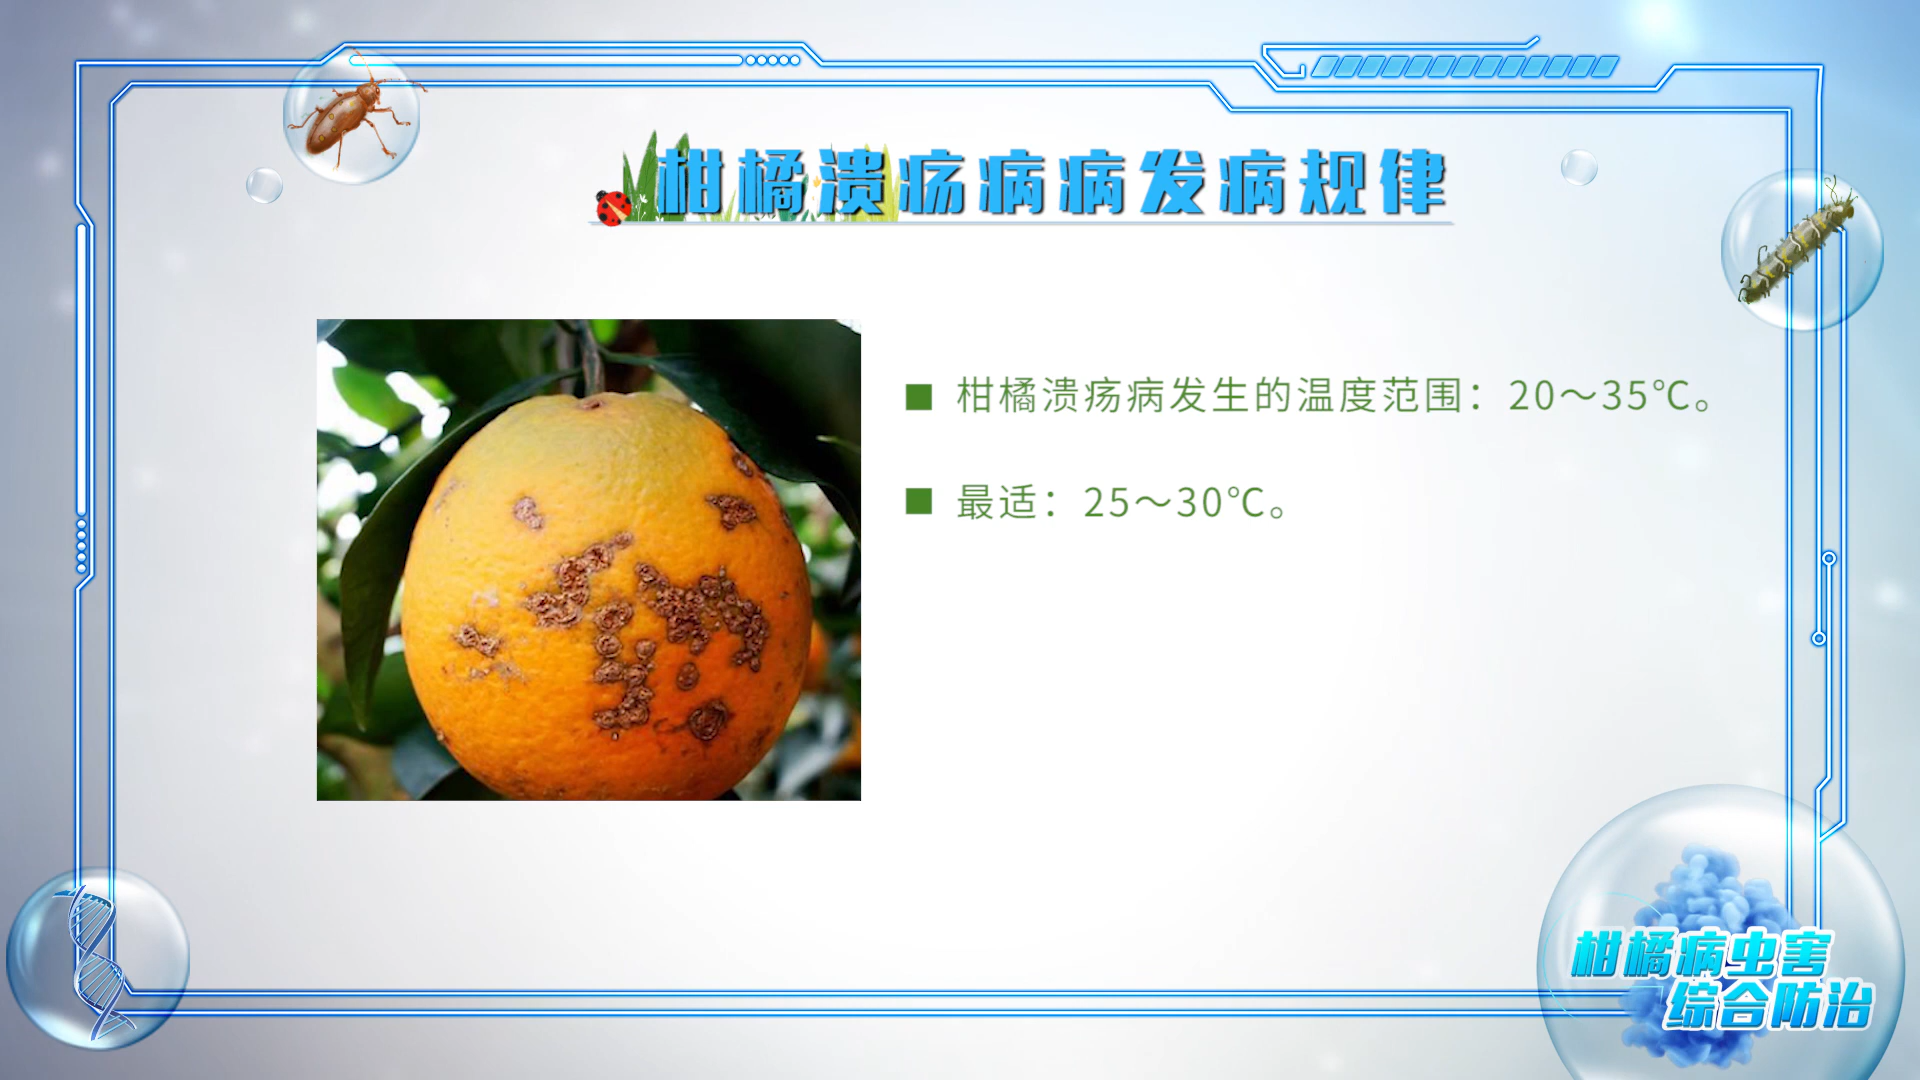 柑橘溃疡病病发病规律
■ 柑橘溃疡病发生的温度范围：20～35℃。
■ 最适：25～30℃。
柑橘病虫害
综合防治